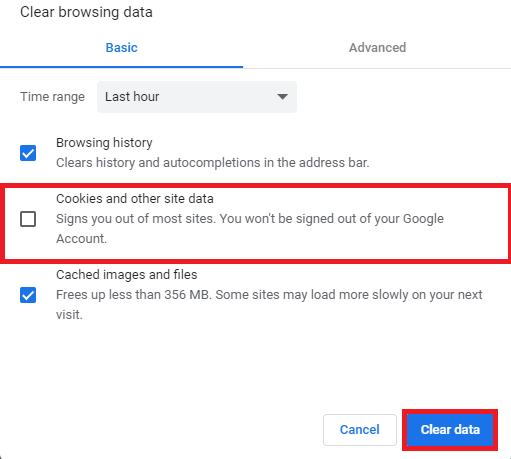 Clear browsing data
Basic
Advanced
Time range
Last hour
Browsing history
Clears history and autocompletions in the address bar.
Cookies and other site data
Signs you out of most sites. You won't be signed out of your Google
Account.
Cached images and files
Frees up less than 356 MB. Some sites may load more slowly on your next
visit.
Cancel
Clear data